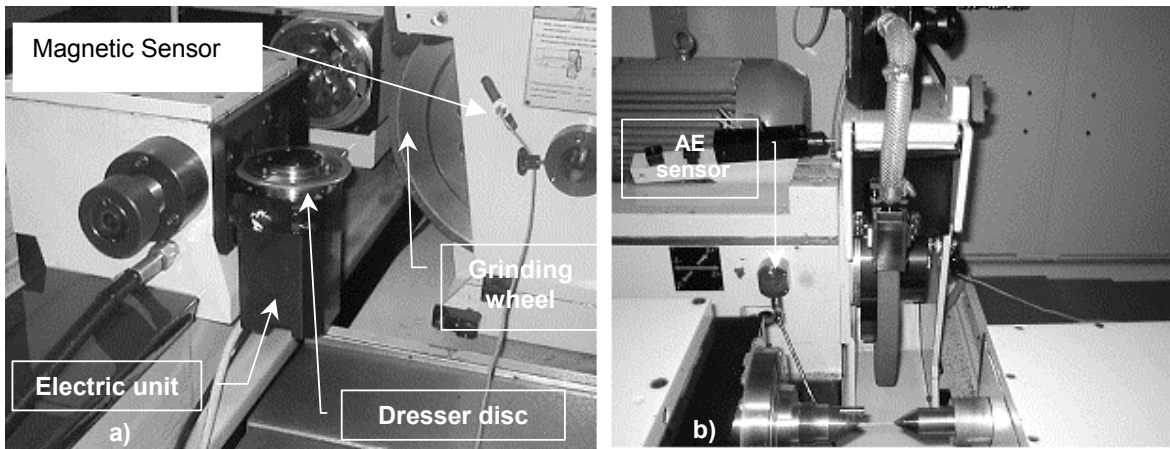 Magnetic Sensor
Grinding
wheel
Electric unit
Dresser disc
a)
AE
sensor
b)